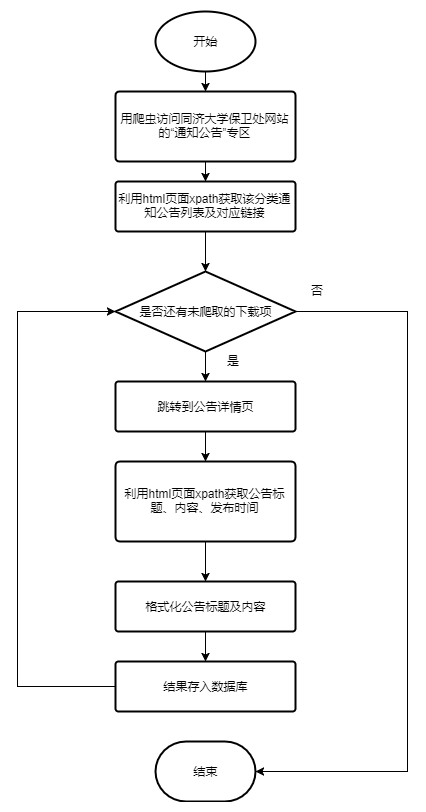 开始
用爬虫访问同济大学保卫处网站
的“通知公告”专区
利用html页面xpath获取该分类通
知公告列表及对应链接
是否还有未爬取的下载项
否
是
跳转到公告详情页
利用html页面xpath获取公告标
题、内容、发布时间
格式化公告标题及内容
结果存入数据库
结束